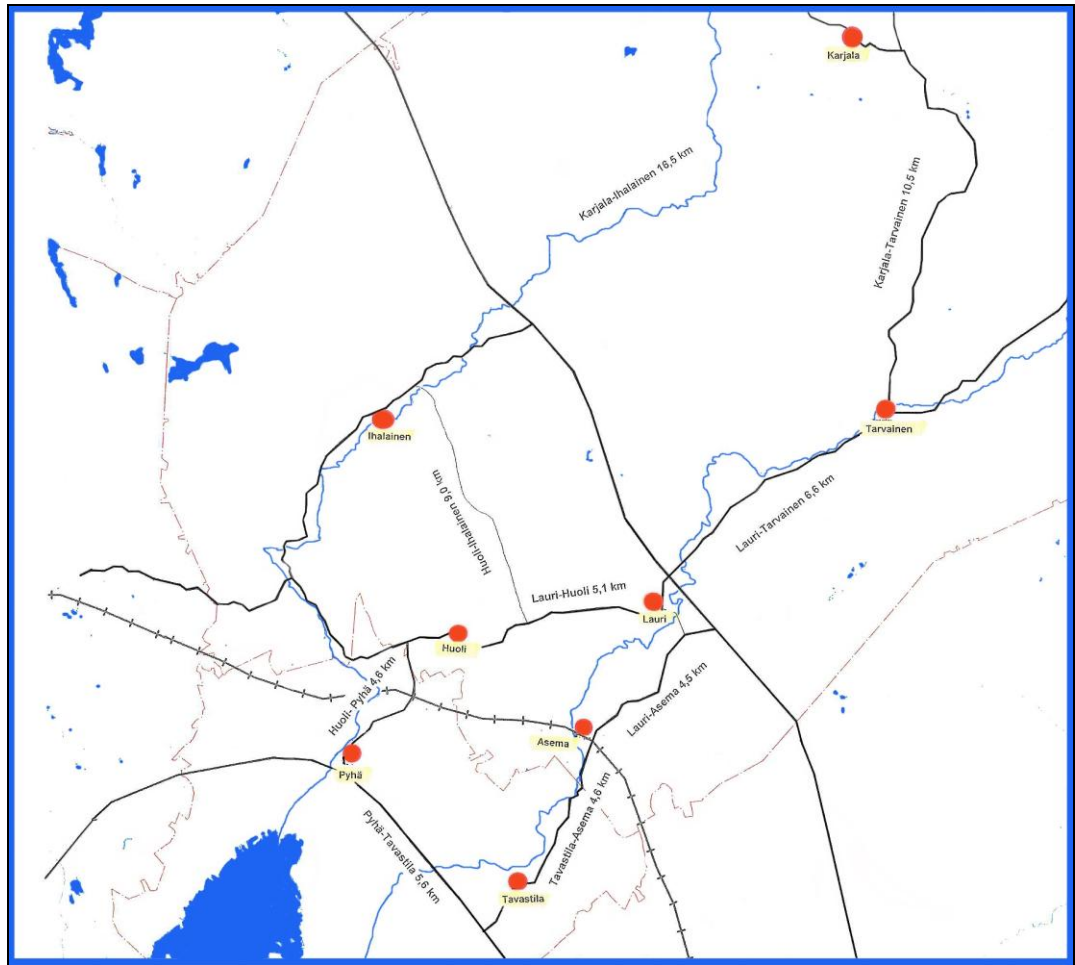 Karjala
Karjala-Ihalainen 16,5 km
Karjala-Tarvainen 10,5 km
Ihalainen
Tarvainen
Huoli-Ihalainen 9,0 km
Lauri-Tarvainen 6,6 km
Lauri-Huoli 5,1 km
Lauri
Huoli
Huoli- Pyhä 4,6 km
Lauri-Asema 4,5 km
Asema
Pyhä
Pyhä-Tavastila 5,6 km
Tavastila-Asema 4,6 km
Tavastila